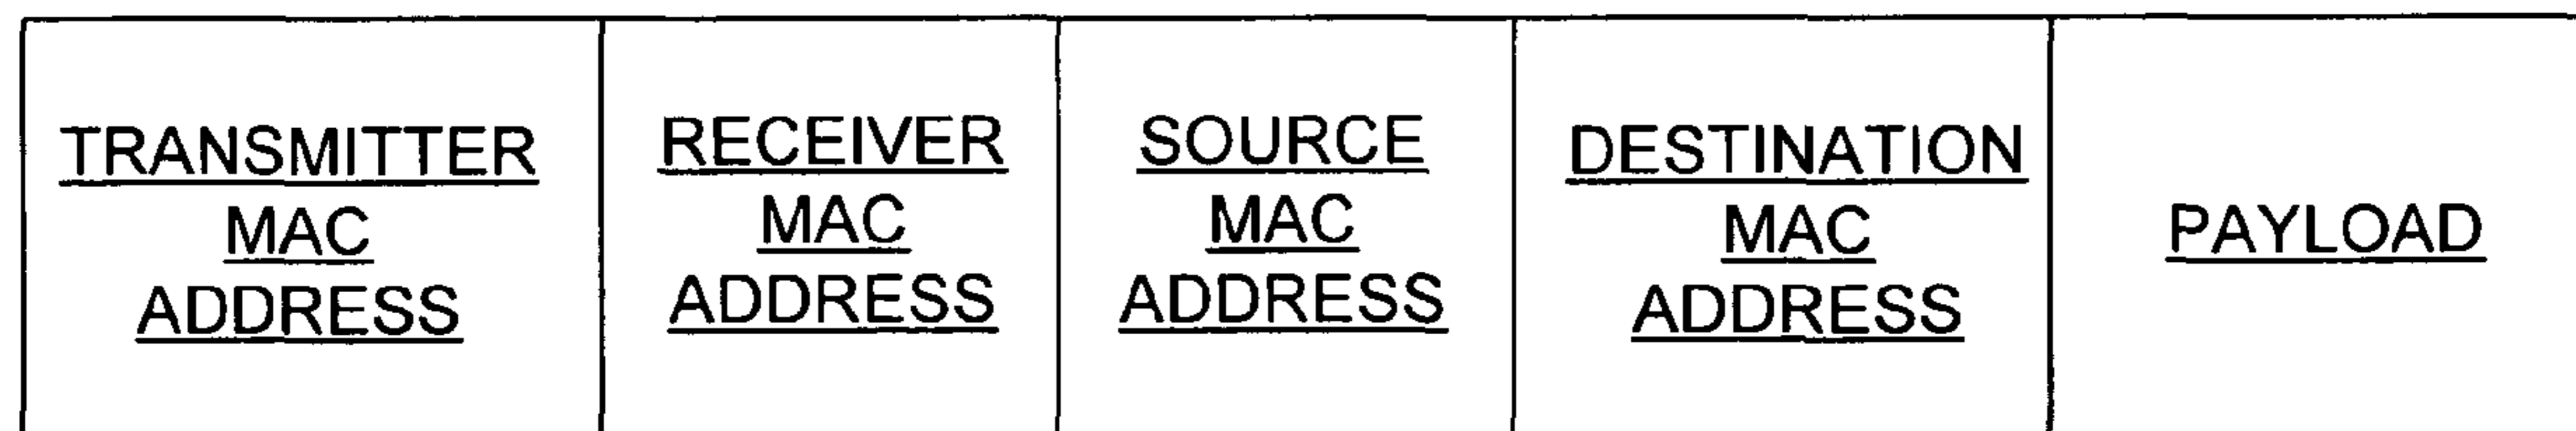 TRANSMITTER
MAC
ADDRESS
RECEIVER
MAC
ADDRESS
SOURCE
MAC
ADDRESS
DESTINATION
MAC
ADDRESS
PAYLOAD